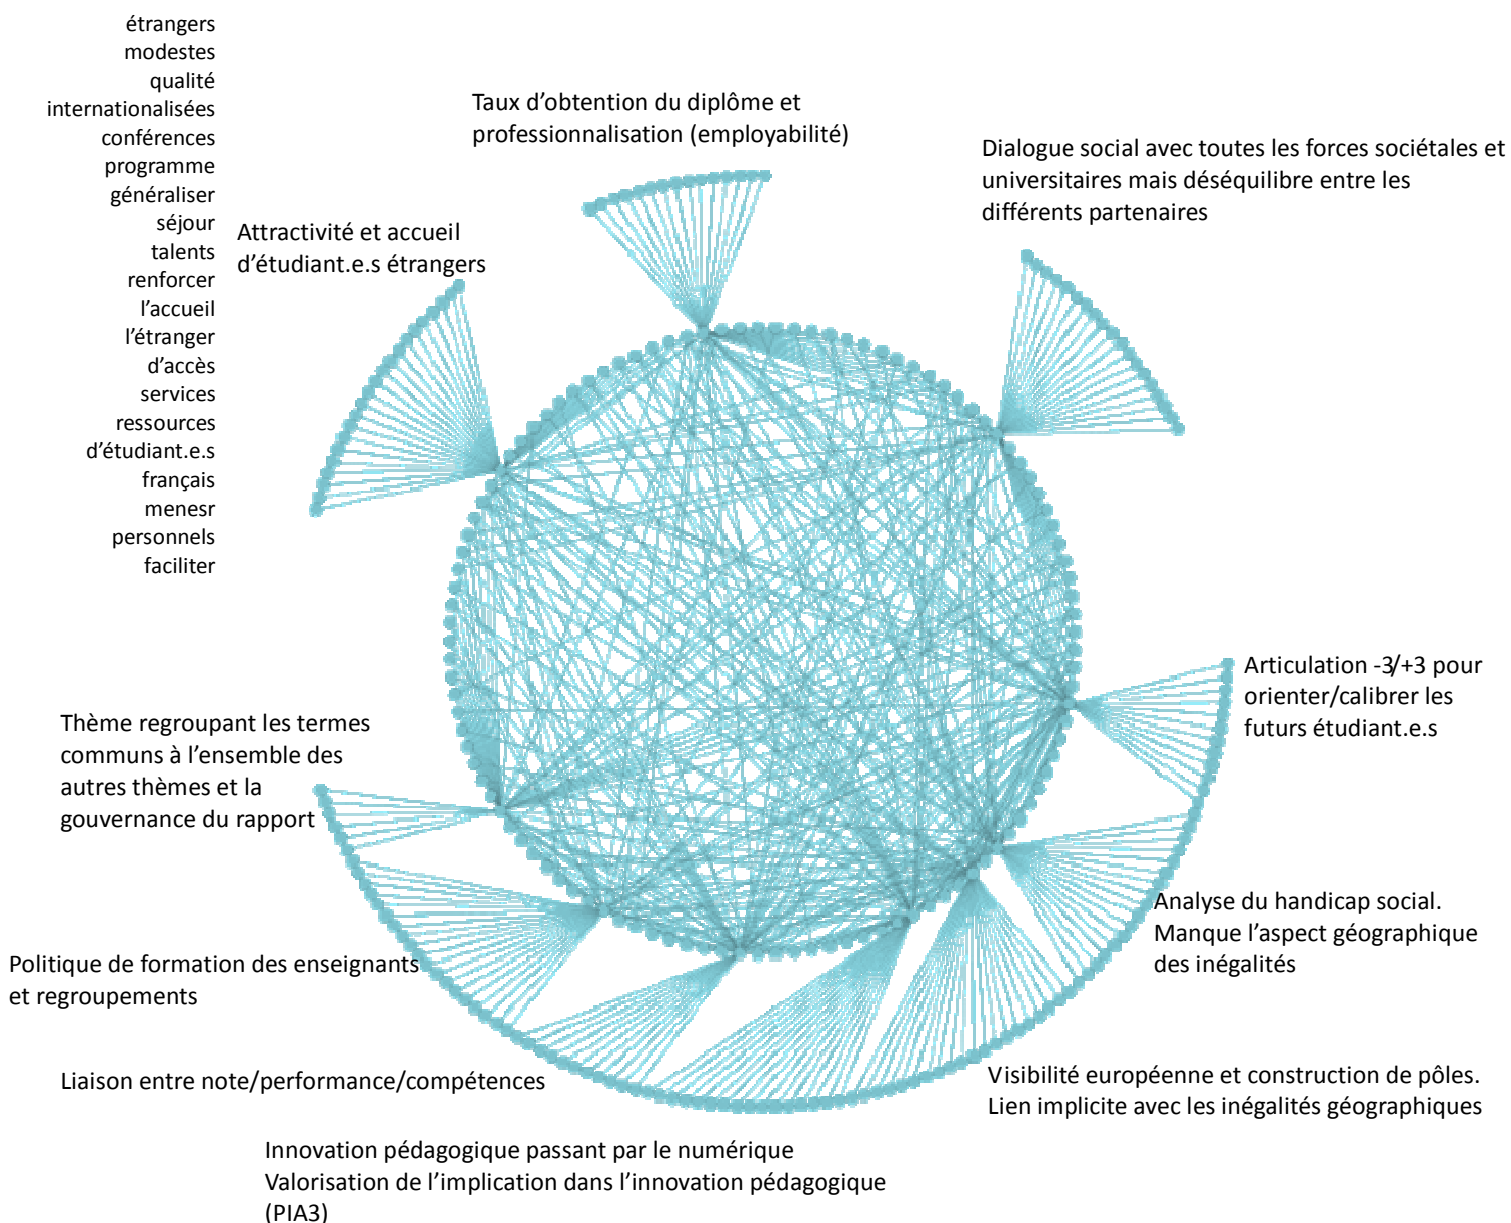 étrangers
modestes
qualité
internationalisées
conférences
programme
généraliser
séjour
talents
renforcer
l’accueil
l’étranger
d’accès
services
ressources
d’étudiant.e.s
français
menesr
personnels
faciliter
Taux d’obtention du diplôme et
professionnalisation (employabilité)
Dialogue social avec toutes les forces sociétales et
universitaires mais déséquilibre entre les
différents partenaires
Attractivité et accueil
d’étudiant.e.s étrangers
Articulation -3/+3 pour
orienter/calibrer les
futurs étudiant.e.s
Thème regroupant les termes
communs à l’ensemble des
autres thèmes et la
gouvernance du rapport
Analyse du handicap social.
Manque l’aspect géographique
des inégalités
Politique de formation des enseignants
et regroupements
Visibilité européenne et construction de pôles.
Lien implicite avec les inégalités géographiques
Liaison entre note/performance/compétences
Innovation pédagogique passant par le numérique
Valorisation de l’implication dans l’innovation pédagogique
(PIA3)